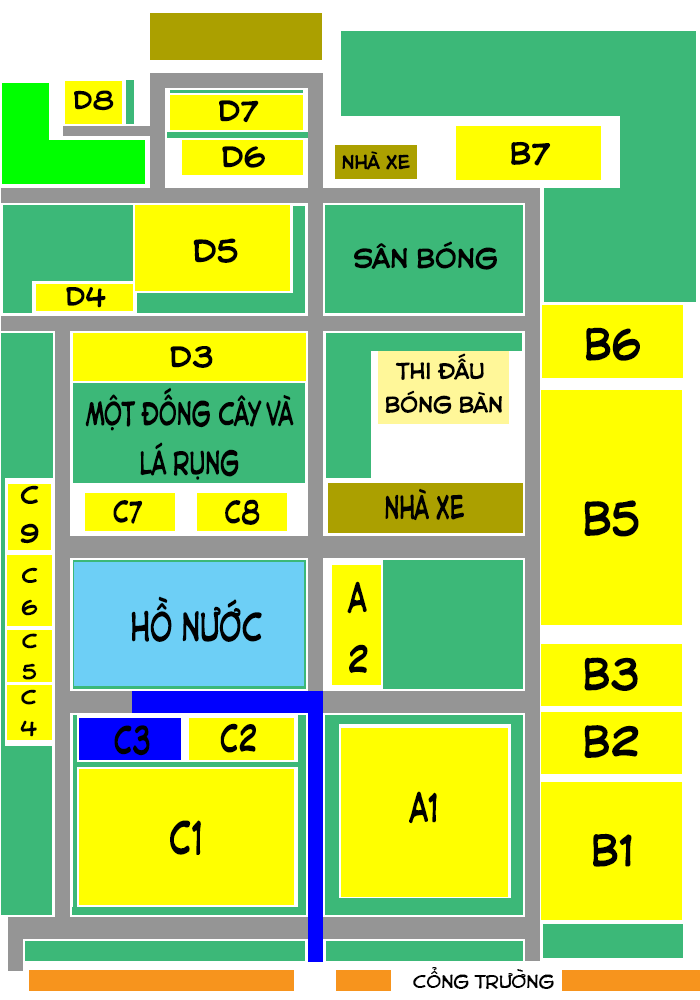 D8
D7
D6
NHÀ XE
B7
D5
SÂN BÓNG
D4
B6
D3
THI ĐẤU
BÓNG BÀN
MỘT ĐỐNG CÂY VÀ
LÁ RỤNG
C
9
C7
C8
NHÀ XE
B5
C
6
HỒ NƯỚC
A
2
C
5
B3
C
4
C3
C2
B2
C1
A1
B1
CỔNG TRƯỜNG